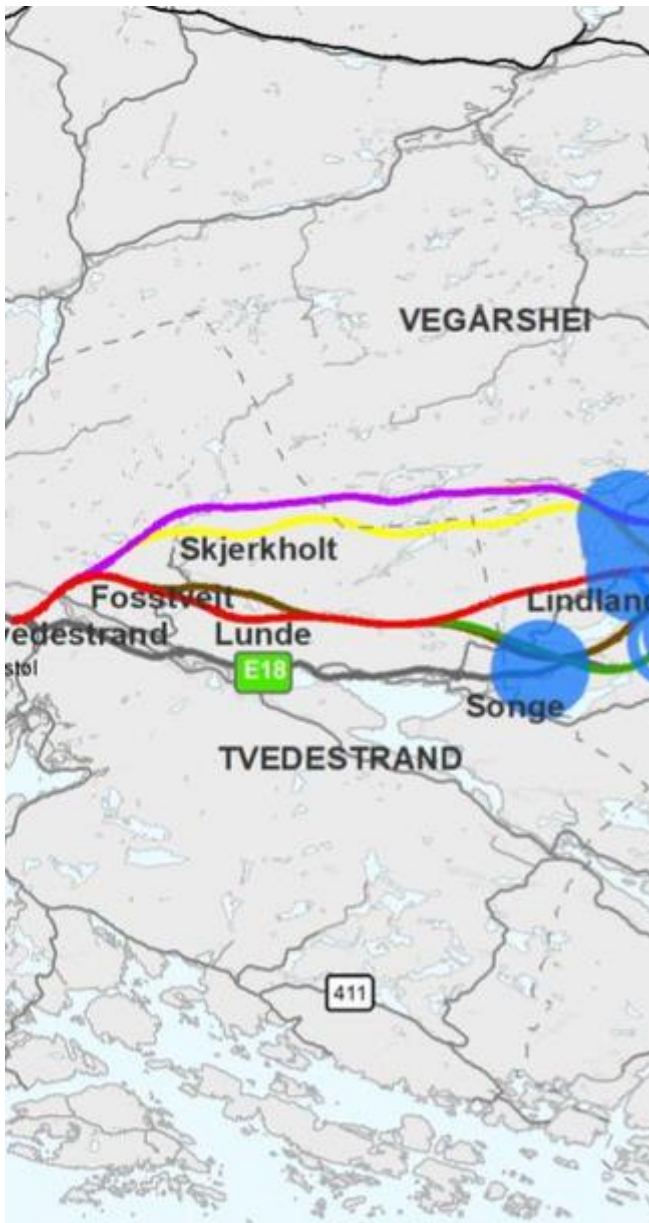 VEGÅRSHEI
Skjerkholt
Fosstveit
Lindland
vedestrand
Lunde
støl
E18
Songe
TVEDESTRAND
411